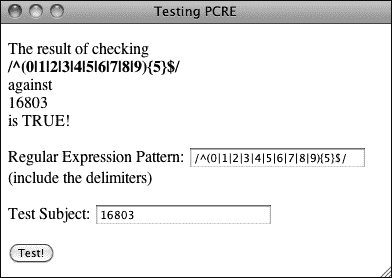 Testing PCRE
The result of checking
/^(0|1|2|3|4|5|6|7|8|9){5}$/
against
16803
is TRUE!
Regular Expression Pattern: /^(0|1|2|3|4|5|6|7|8|9){5}$/
(include the delimiters)
Test Subject: 16803
Test!